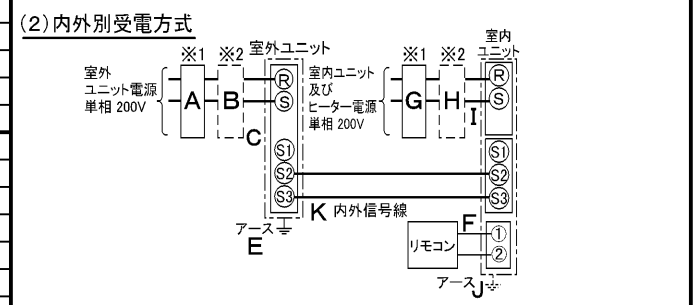 (2)内外別受電方式
※1 ※2 室外ユニット
室外
ユニット電源
単相 200V
A
B
C
R
S
S1
S2
S3
アース
E
K 内外信号線
※1 ※2 室内
ユニット
室内ユニット
及び
ヒーター電源
単相 200V
G
H
I
R
S
S1
S2
S3
F
リモコン
①
②
アース
J